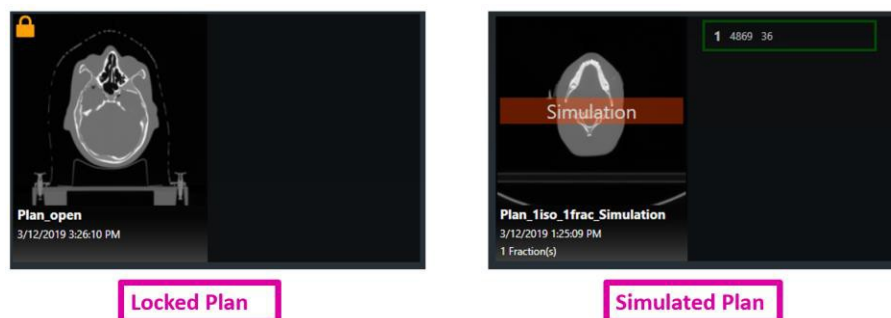 Plan_open
3/12/2019 3:26:10 PM
Locked Plan
Simulation
1 4869 36
Plan_1iso_1frac_Simulation
3/12/2019 1:25:09 PM
1 Fraction(s)
Simulated Plan